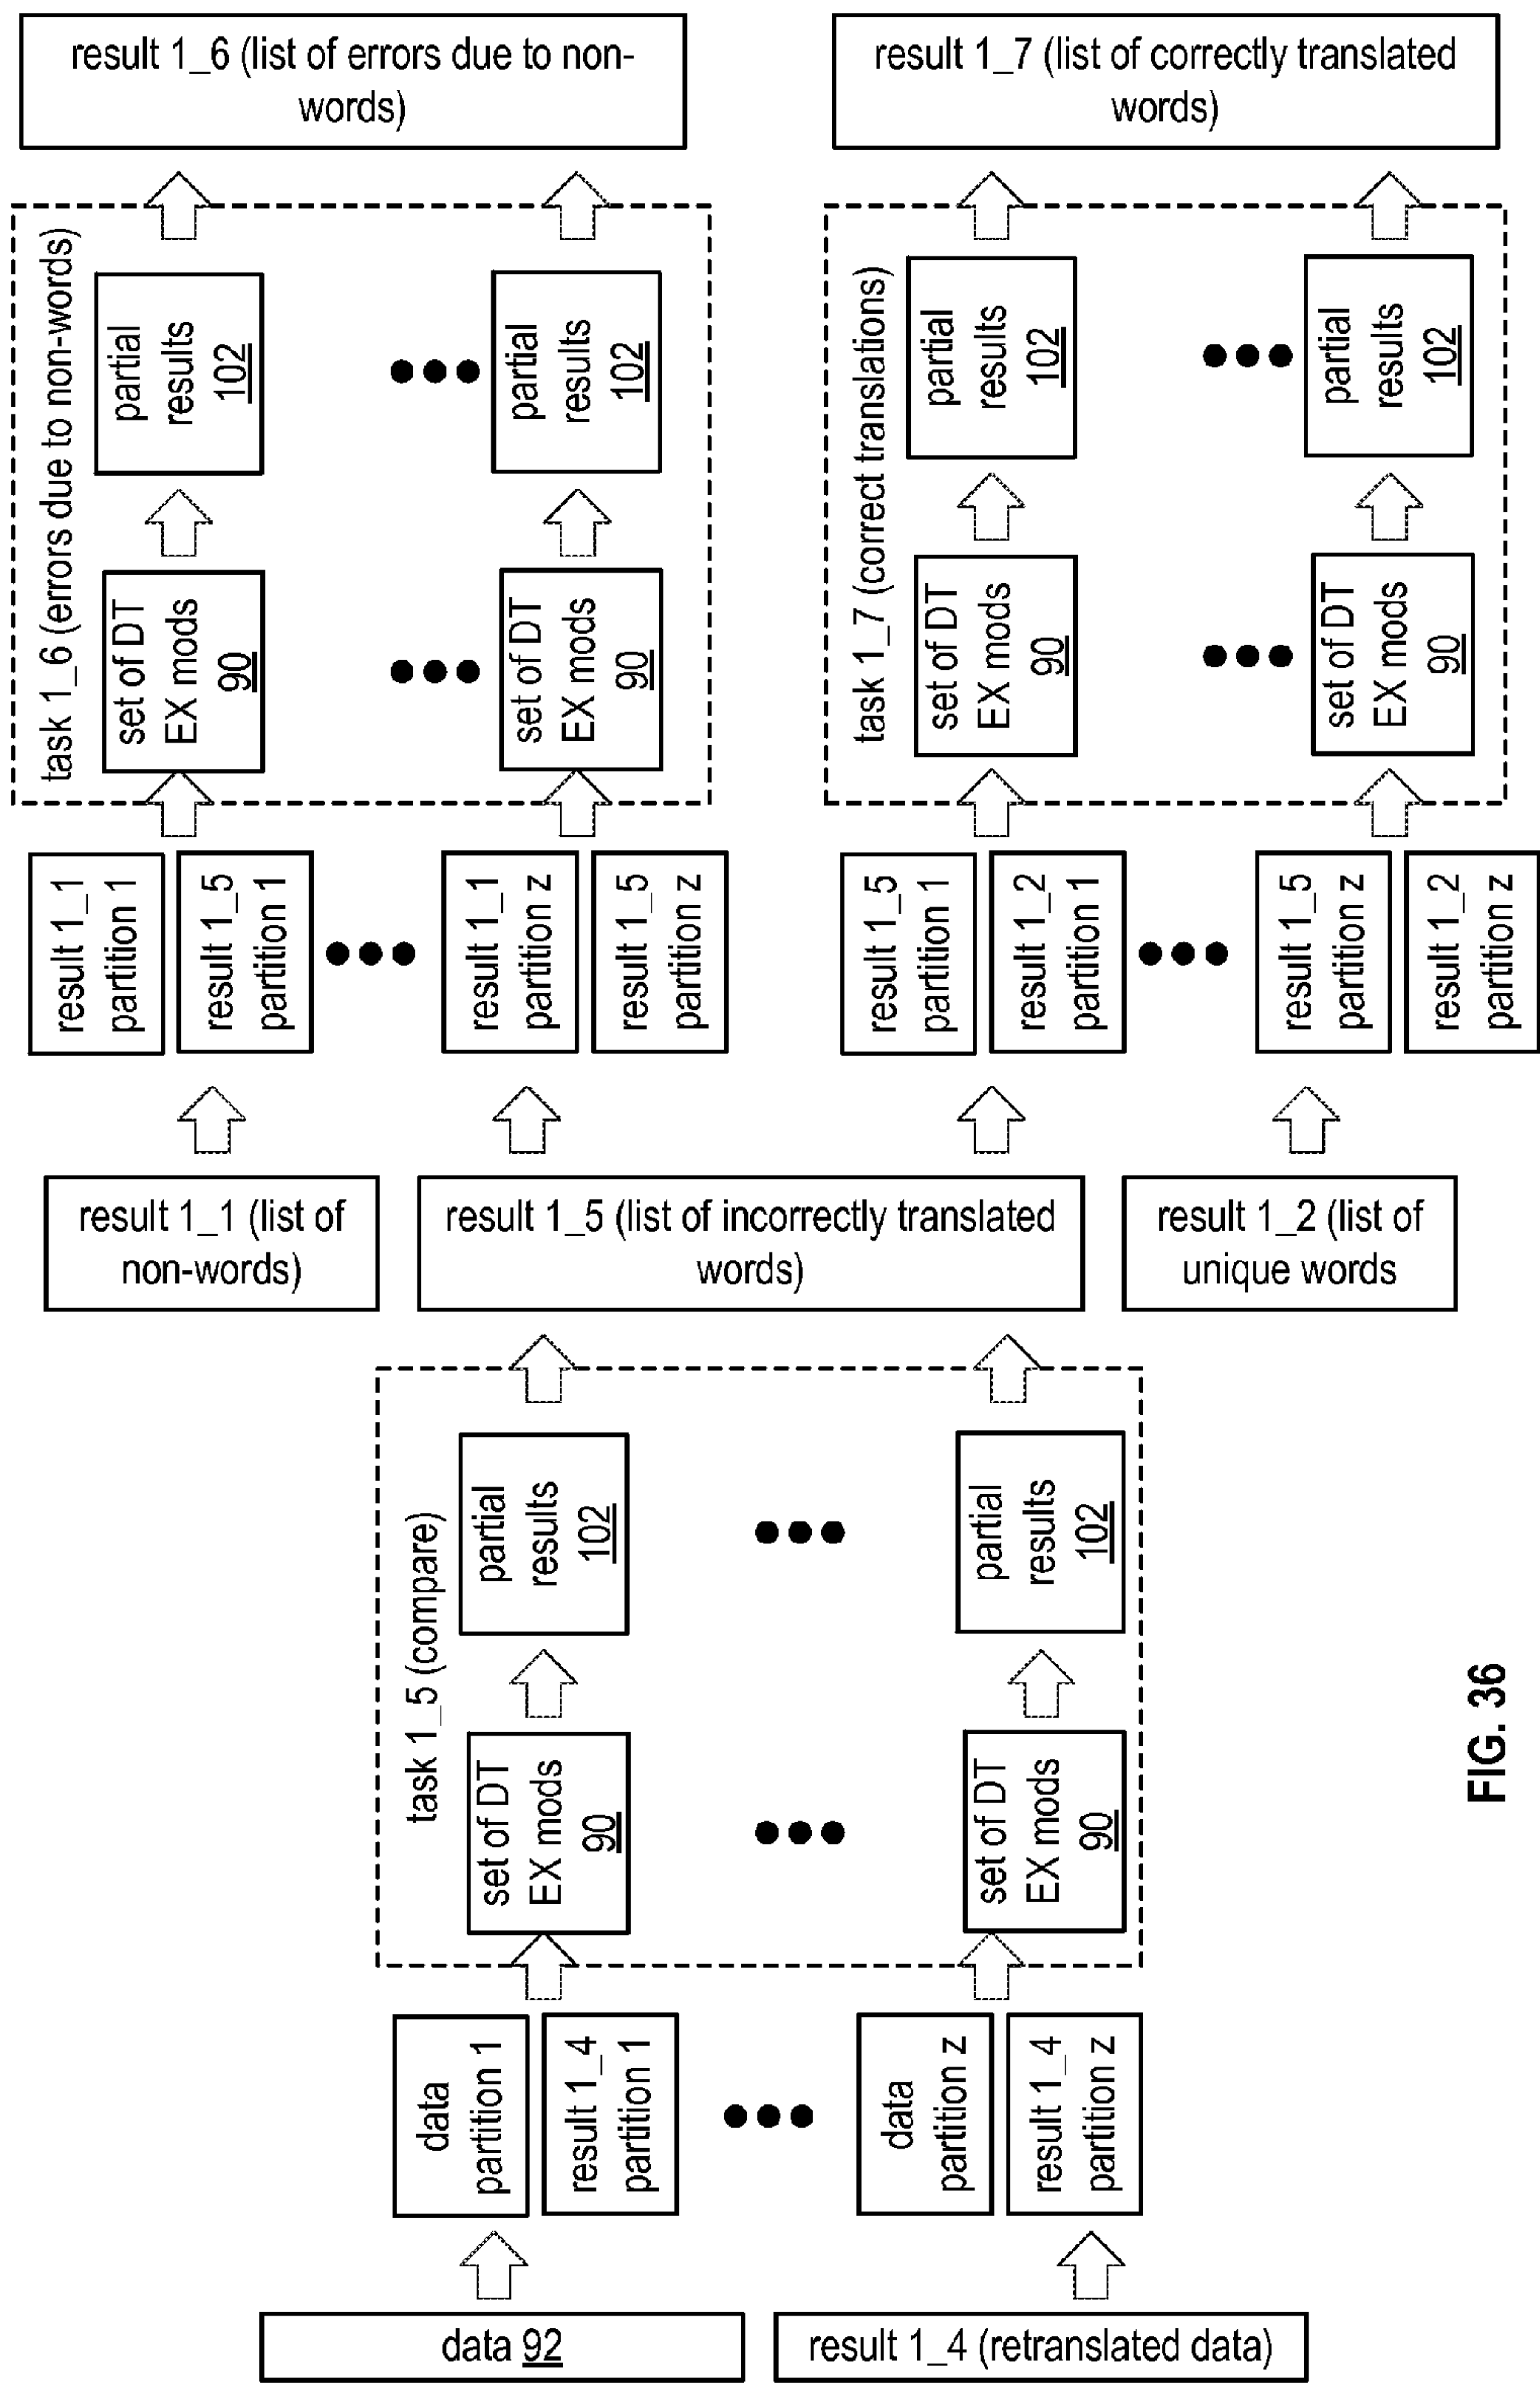 data 92
result 1_4 (retranslated data)
data
partition 1
result 1_4
partition 1
data
partition z
result 1_4
partition z
task 1_5 (compare)
set of DT
EX mods
90
partial
results
102
set of DT
EX mods
90
partial
results
102
result 1_1 (list of
non-words)
result 1_5 (list of incorrectly translated
words)
result 1_2 (list of
unique words
result 1_1
partition 1
result 1_5
partition 1
result 1_1
partition z
result 1_5
partition z
task 1_6 (errors due to non-words)
set of DT
EX mods
90
partial
results
102
set of DT
EX mods
90
partial
results
102
result 1_6 (list of errors due to non-
words)
result 1_5
partition 1
result 1_2
partition 1
result 1_5
partition z
result 1_2
partition z
task 1_7 (correct translations)
set of DT
EX mods
90
partial
results
102
set of DT
EX mods
90
partial
results
102
result 1_7 (list of correctly translated
words)
FIG. 36